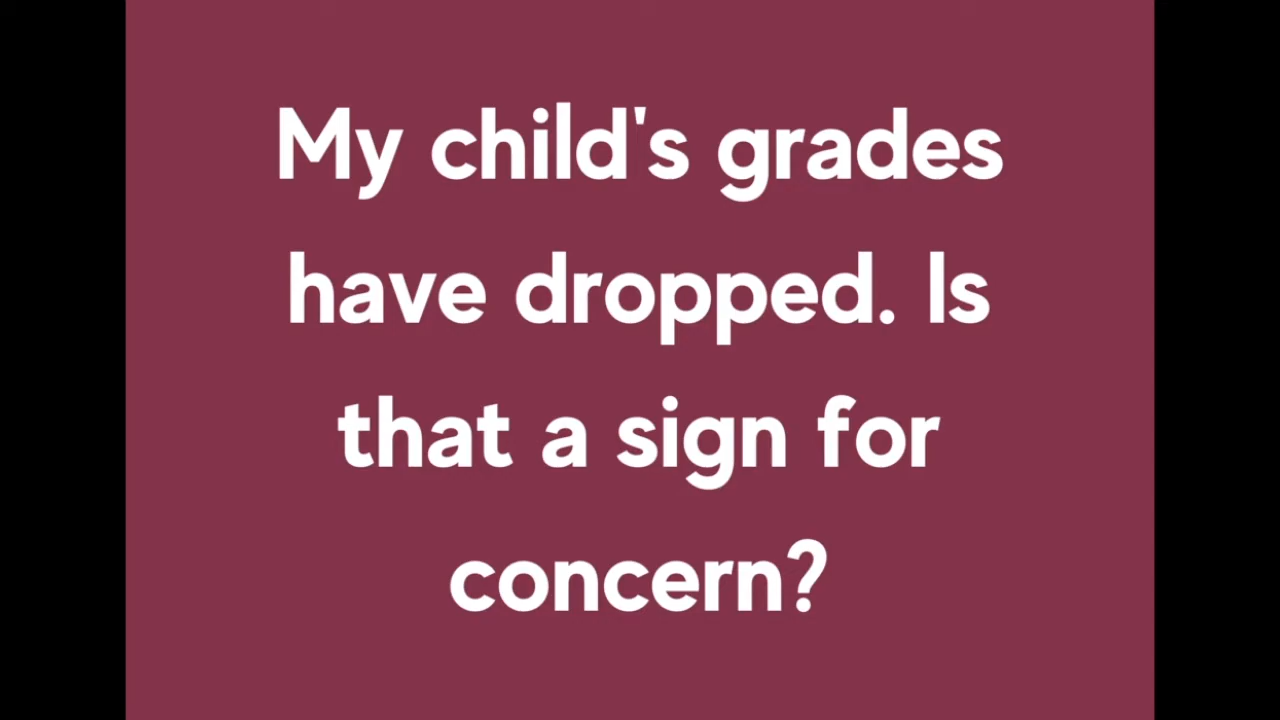 My child's grades
have dropped. Is
that a sign for
concern?